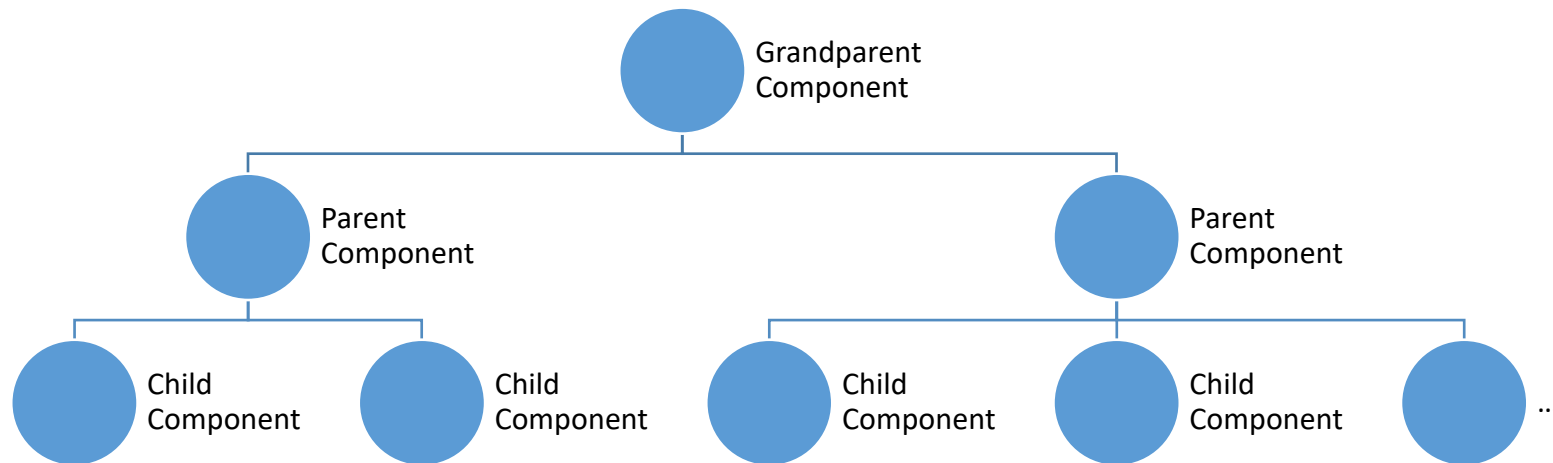 Grandparent
Component
Parent
Component
Parent
Component
Child
Component
Child
Component
Child
Component
Child
Component
..